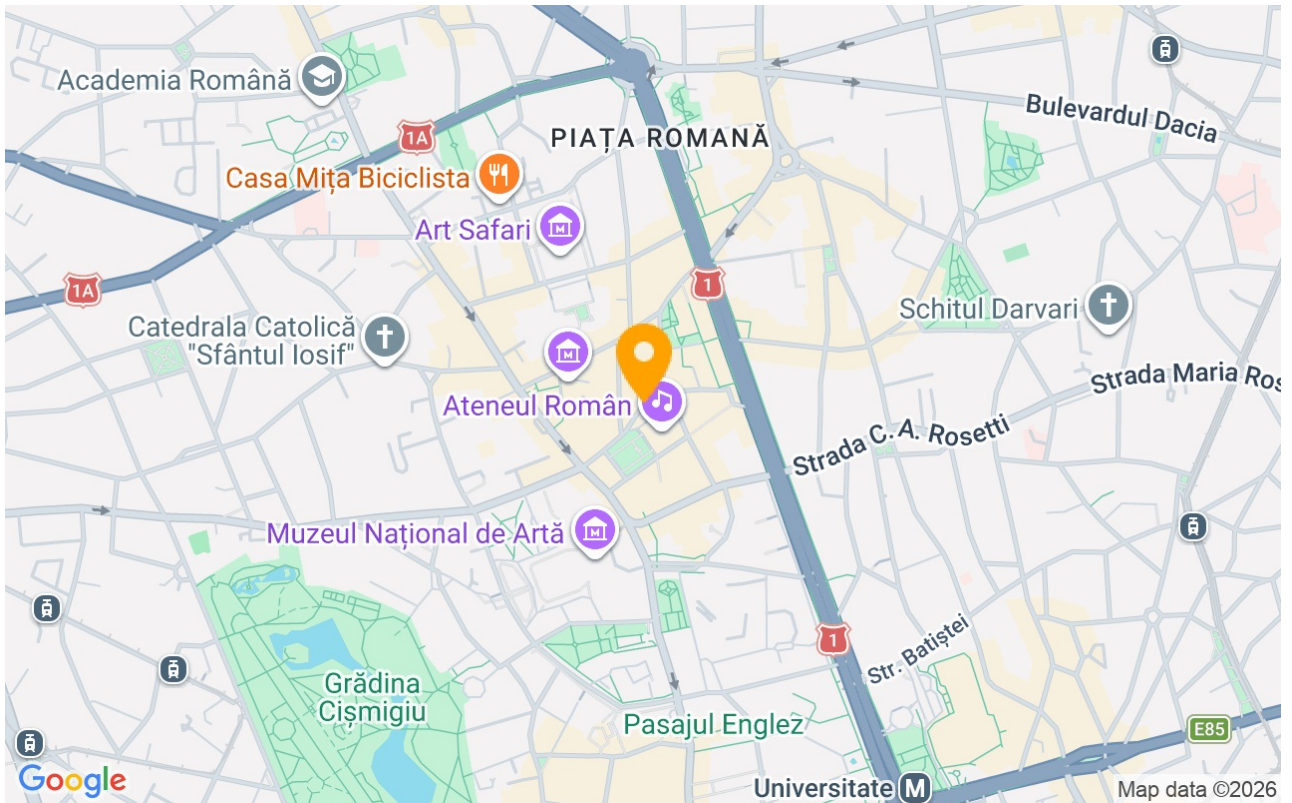 Academia Română
1A
PIAȚA ROMANĂ
Bulevardul Dacia
Casa Mița Biciclista
Art Safari
1A
1
Schitul Darvari
Catedrala Catolică
"Sfântul Iosif"
Strada Maria Ros
Ateneul Român
Strada C. A. Rosetti
Muzeul Național de Artă
1
Str. Batiștei
Grădina
Cișmigiu
Pasajul Englez
E85
Google
Universitate M
Map data ©2026